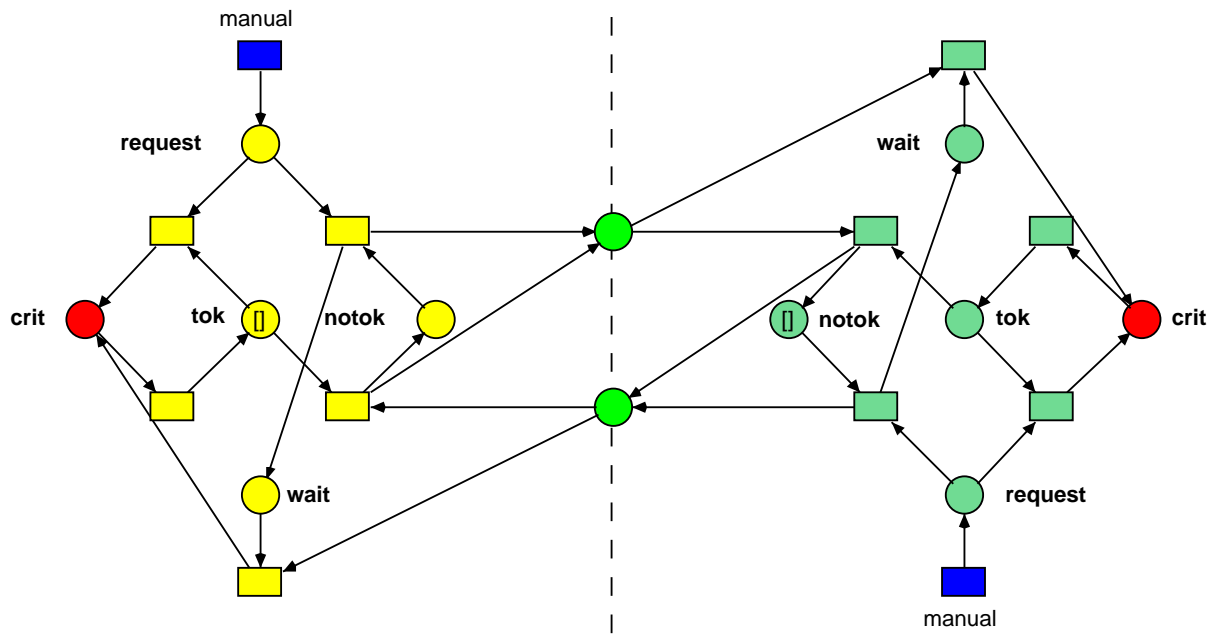 manual
request
wait
crit
tok
[]
notok
[]
notok
tok
crit
wait
request
manual